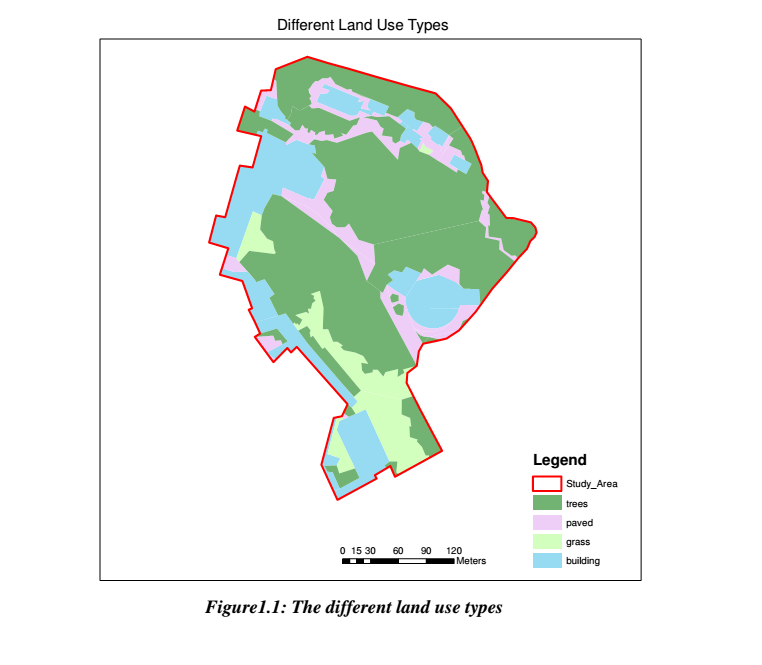 Different Land Use Types
Legend
Study_Area
trees
paved
grass
building
0 15 30 60 90 120
Meters
Figure1.1: The different land use types